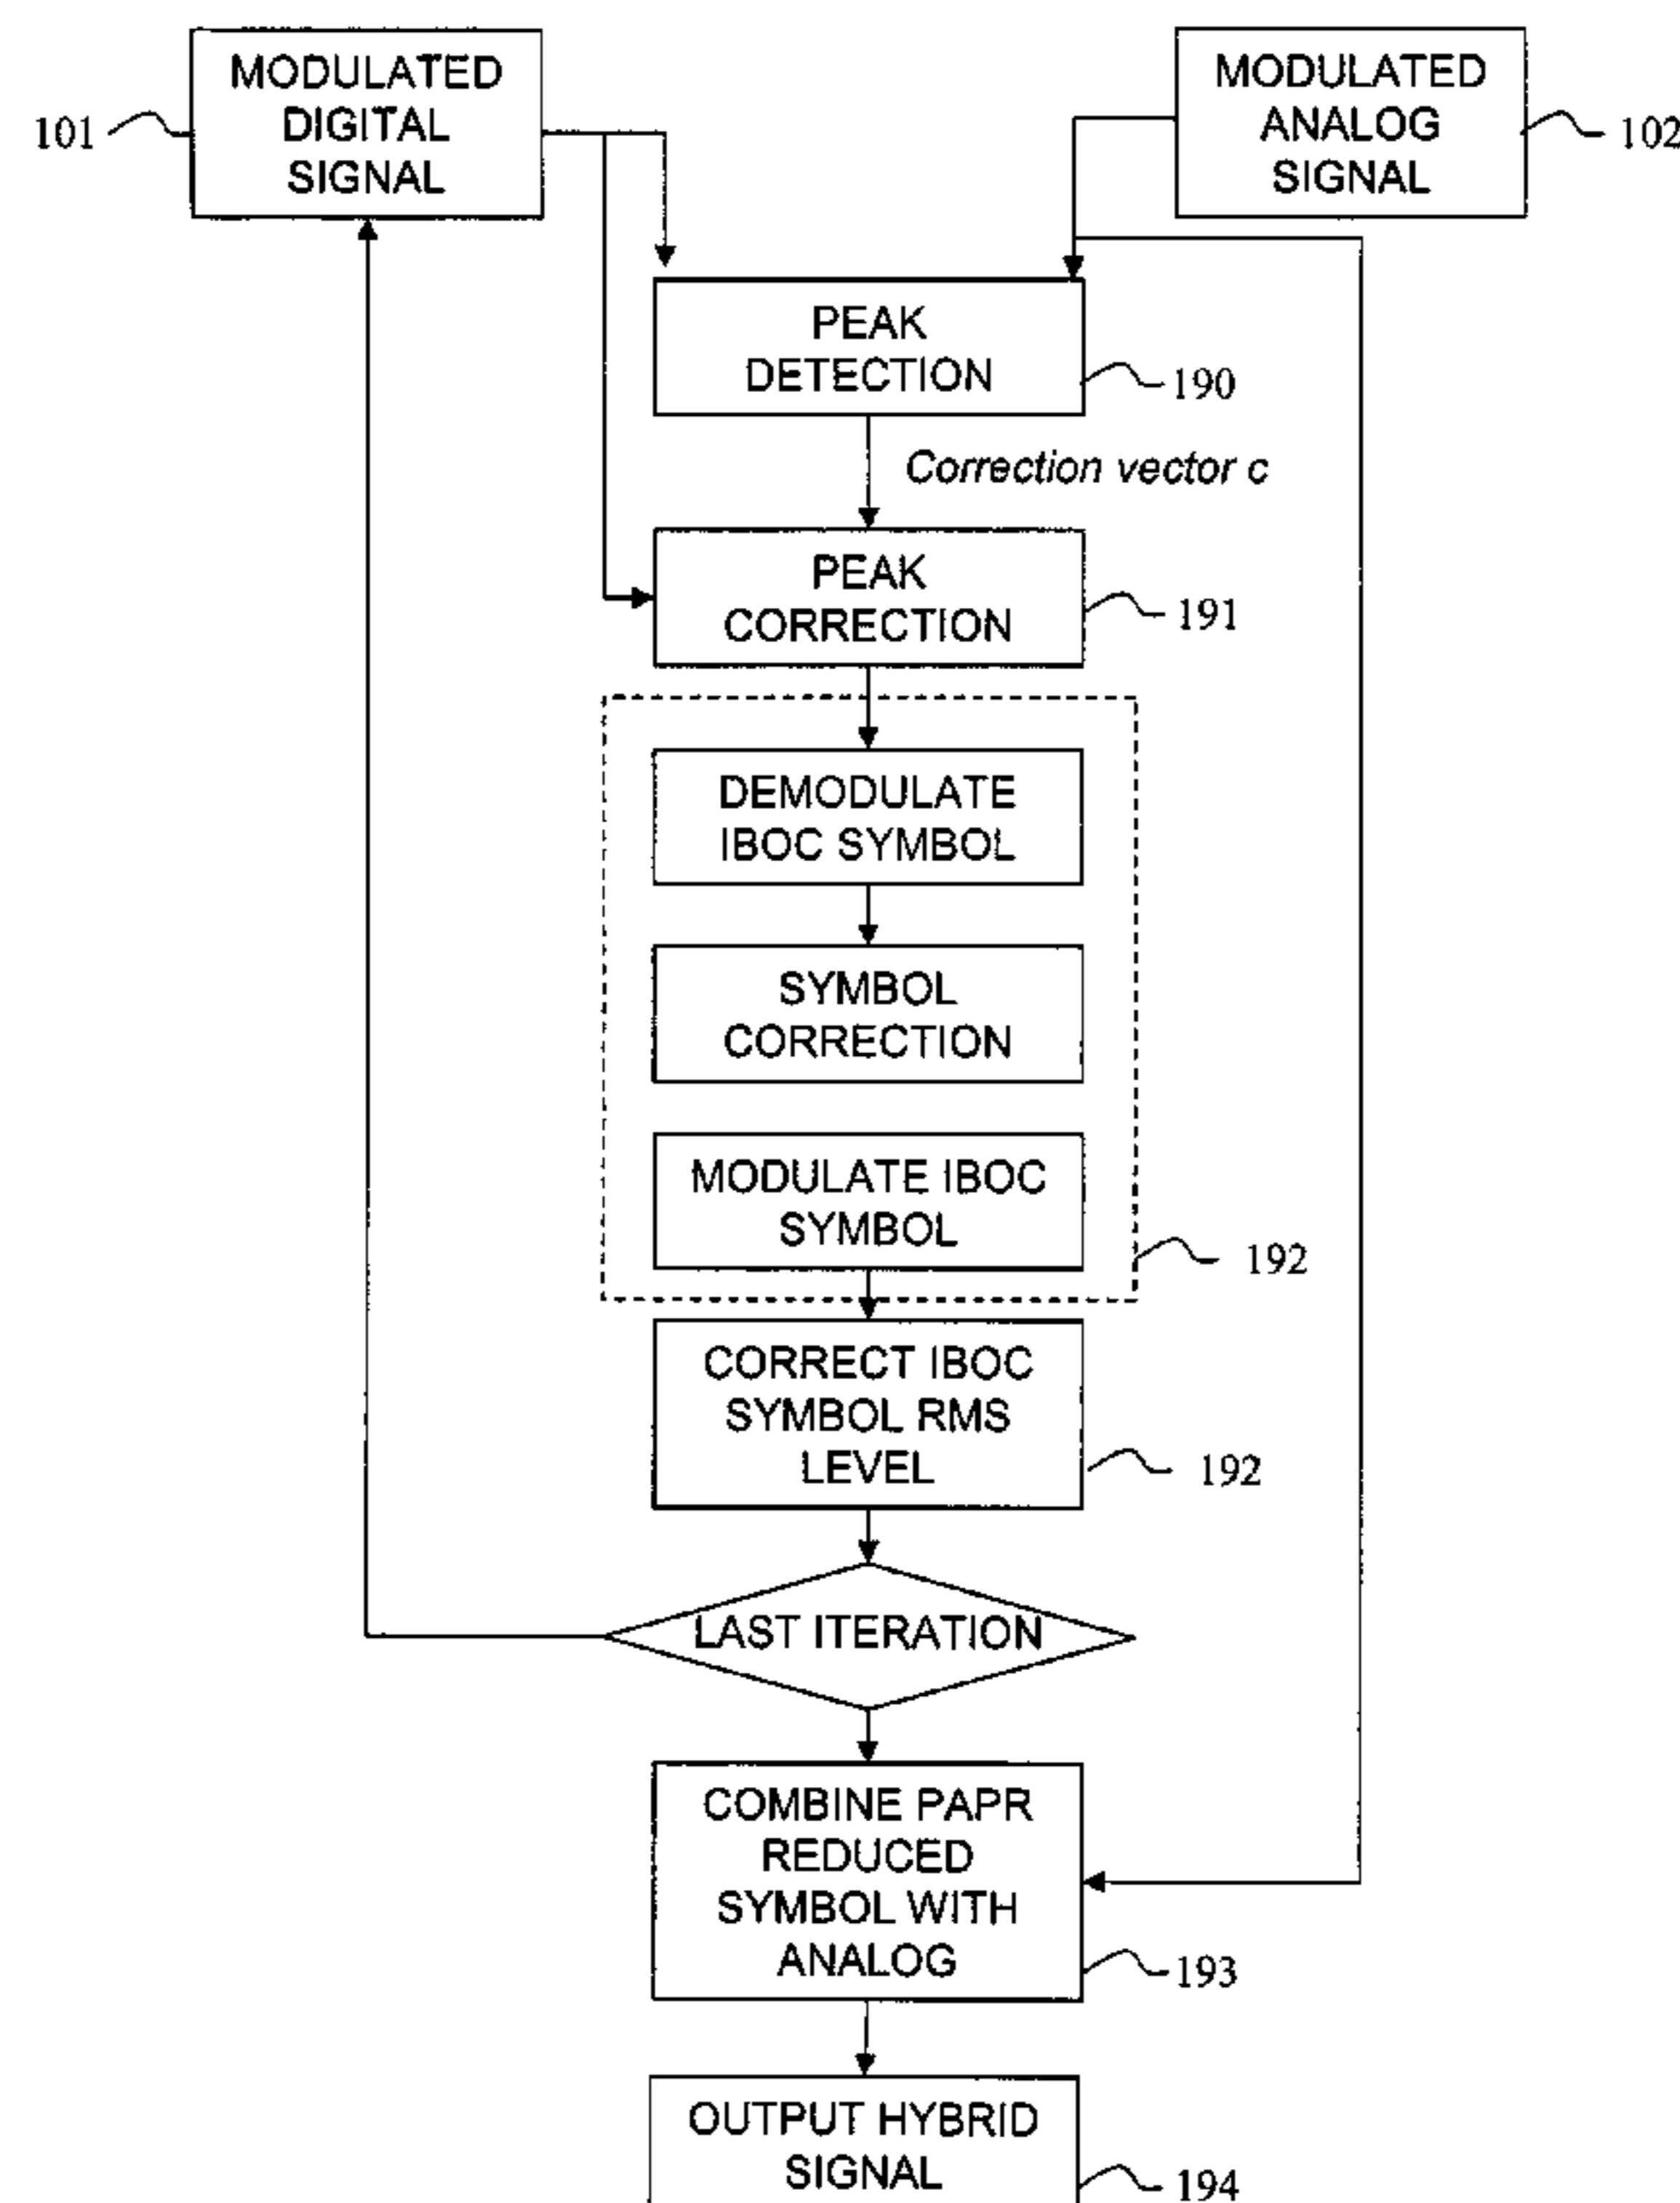 MODULATED
DIGITAL
SIGNAL
101
MODULATED
ANALOG
SIGNAL
102
PEAK
DETECTION
190
Correction vector c
PEAK
CORRECTION
191
DEMODULATE
IBOC SYMBOL
SYMBOL
CORRECTION
MODULATE IBOC
SYMBOL
192
CORRECT IBOC
SYMBOL RMS
LEVEL
192
LAST ITERATION
COMBINE PAPR
REDUCED
SYMBOL WITH
ANALOG
193
OUTPUT HYBRID
SIGNAL
194